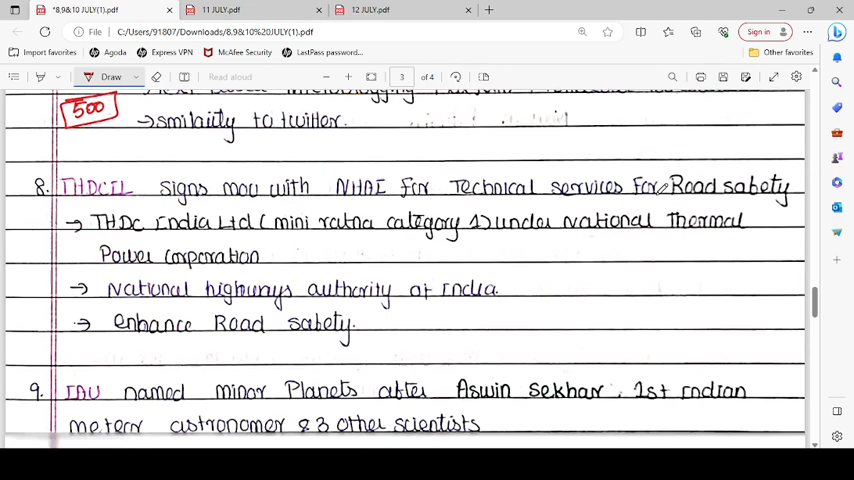 *8,9&10 JULY(1).pdf
11 JULY.pdf
12 JULY.pdf
File
C:/Users/91807/Downloads/8,9&10%20JULY(1).pdf
Sign in
Import favorites
Agoda
Express VPN
McAfee Security
LastPass password...
Other favorites
Draw
Read aloud
3
of 4
500
→ smilaity to twitter.
8. THDCIL signs mou with NHAI for Technical services for Road sabety
→ THDC India Ltd (mini ratna category 1) under National Thermal
Power corporation
→ National highways authority of India.
→ enhance Road sabety.
9. IAU named minor Planets after Aswin sekhar, 1st indian
meteor astronomer & 3 other scientists